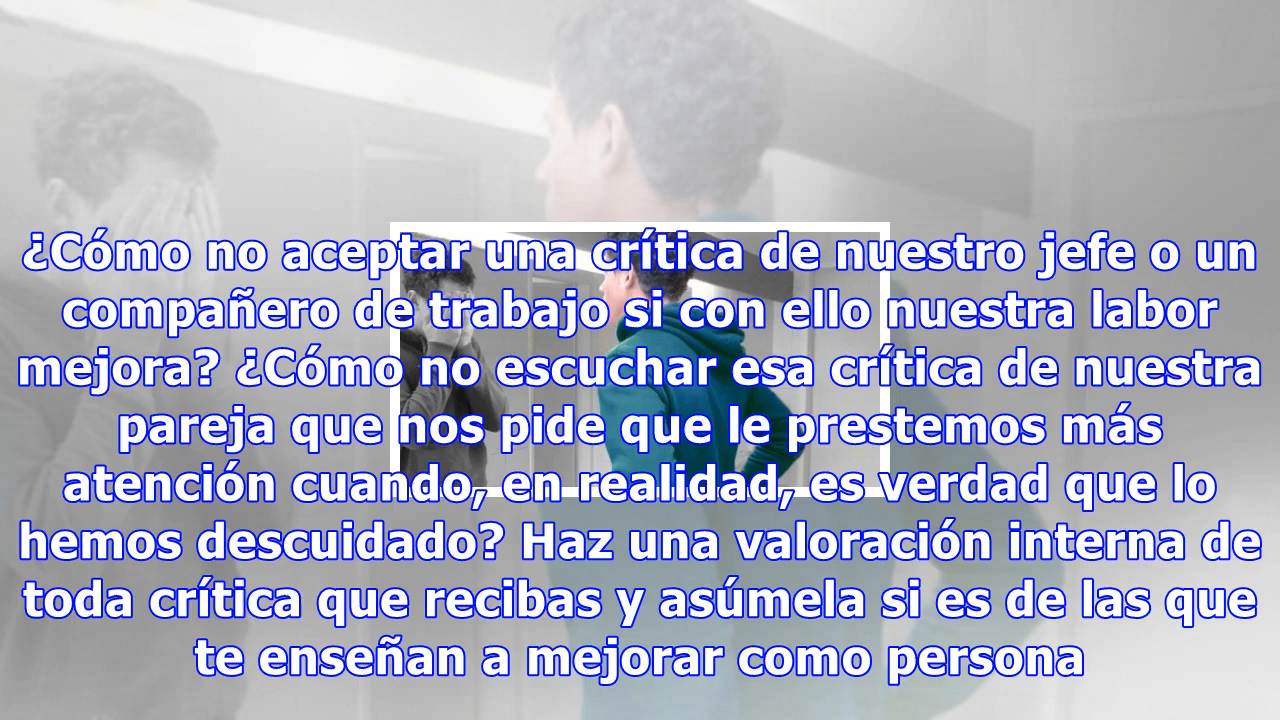 ¿Cómo no aceptar una crítica de nuestro jefe o un
compañero de trabajo si con ello nuestra labor
mejora? ¿Cómo no escuchar esa crítica de nuestra
pareja que nos pide que le prestemos más
atención cuando, en realidad, es verdad que lo
hemos descuidado? Haz una valoración interna de
toda crítica que recibas y asúmela si es de las que
te enseñan a mejorar como persona